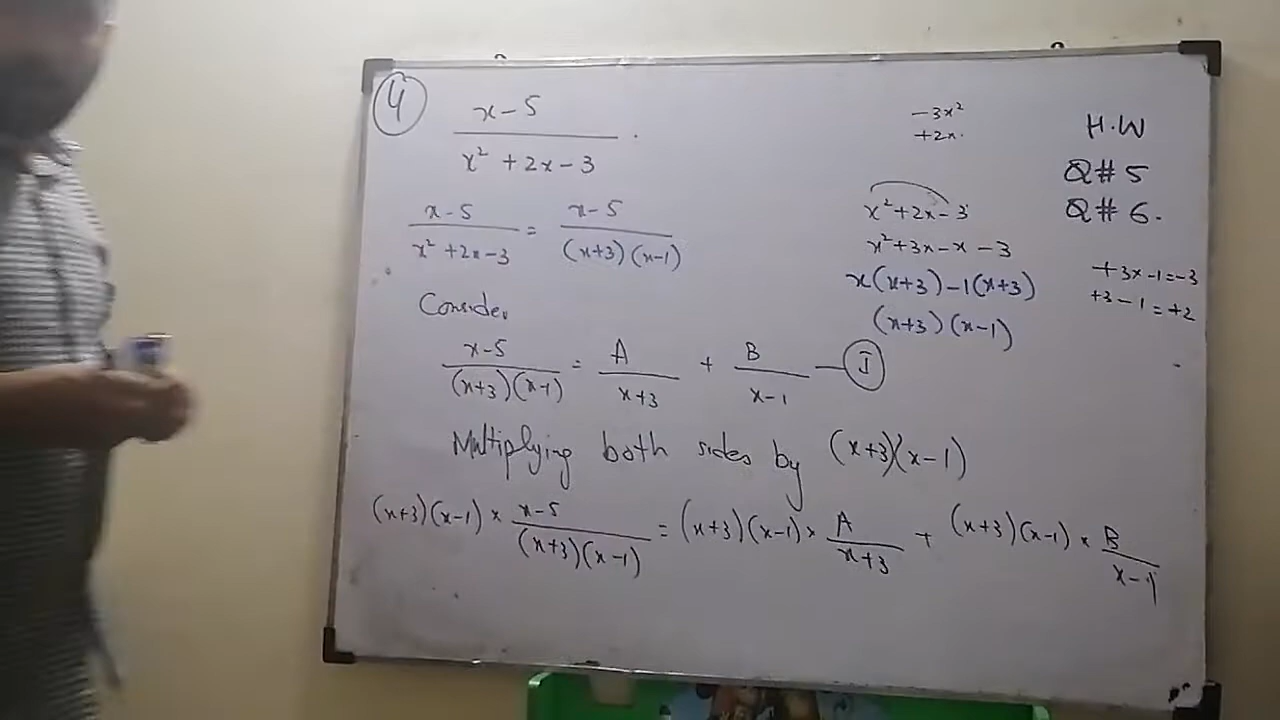 4
x-5 / x² + 2x - 3 .
x-5 / x² + 2x - 3 = x-5 / (x+3)(x-1)
Consider
x-5 / (x+3)(x-1) = A / x+3 + B / x-1 — I
Multiplying both sides by (x+3)(x-1)
(x+3)(x-1) × x-5 / (x+3)(x-1) = (x+3)(x-1) × A / x+3 + (x+3)(x-1) × B / x-1
-3x²
+2x.
x² + 2x - 3
x² + 3x - x - 3
x(x+3) - 1(x+3)
(x+3)(x-1)
H.W
Q# 5
Q# 6.
+3×-1=-3
+3-1=+2